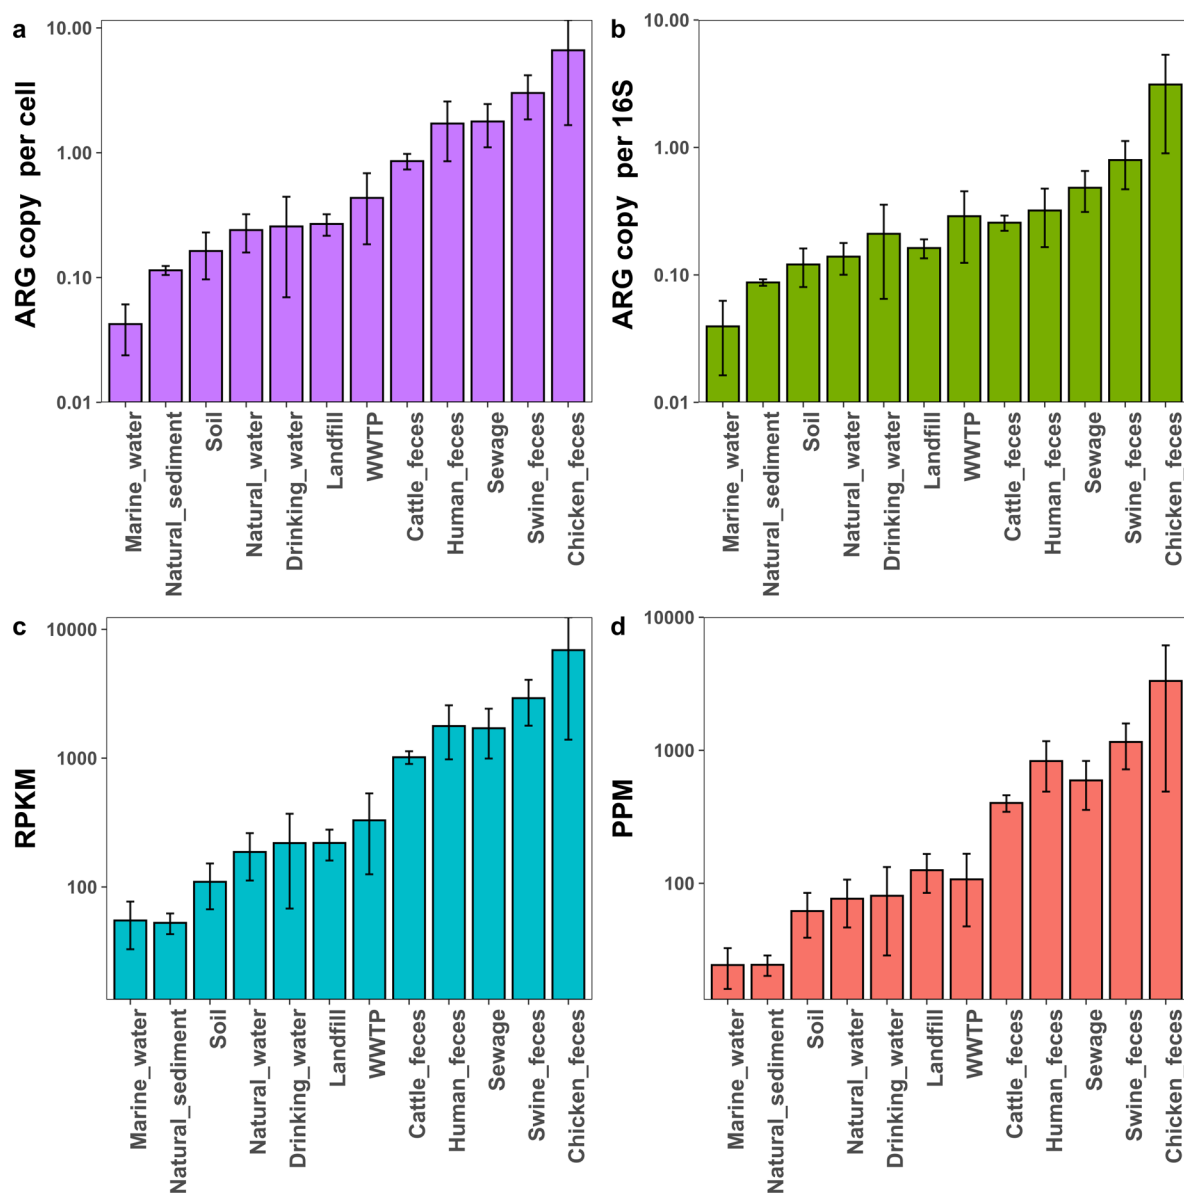 a
ARG copy per cell
10.00
1.00
0.10
0.01
Marine_water
Natural_sediment
Soil
Natural_water
Drinking_water
Landfill
WWTP
Cattle_feces
Human_feces
Sewage
Swine_feces
Chicken_feces
b
ARG copy per 16S
10.00
1.00
0.10
0.01
Marine_water
Natural_sediment
Soil
Natural_water
Drinking_water
Landfill
WWTP
Cattle_feces
Human_feces
Sewage
Swine_feces
Chicken_feces
c
RPKM
10000
1000
100
Marine_water
Natural_sediment
Soil
Natural_water
Drinking_water
Landfill
WWTP
Cattle_feces
Human_feces
Sewage
Swine_feces
Chicken_feces
d
PPM
10000
1000
100
Marine_water
Natural_sediment
Soil
Natural_water
Drinking_water
Landfill
WWTP
Cattle_feces
Human_feces
Sewage
Swine_feces
Chicken_feces